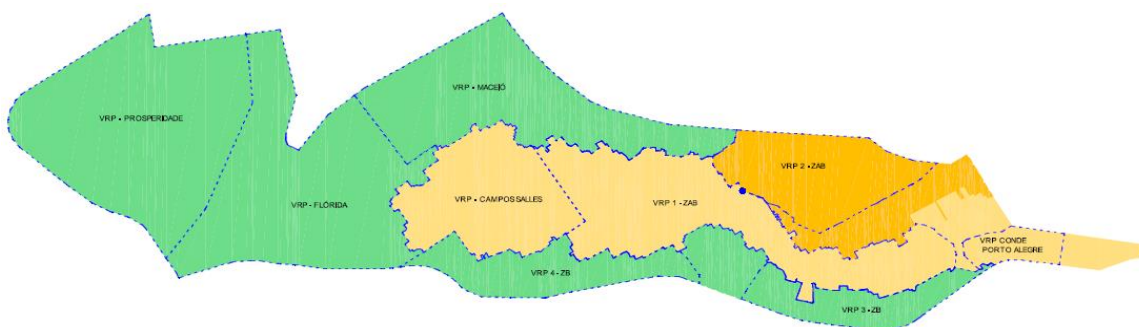 VRP - MACEIÓ
VRP - PROSPERIDADE
VRP 2 - ZAB
VRP - CAMPOS SALLES
VRP - FLÓRIDA
VRP 1 - ZAB
VRP CONDE
PORTO ALEGRE
VRP 4 - ZB
VRP 3 - ZB